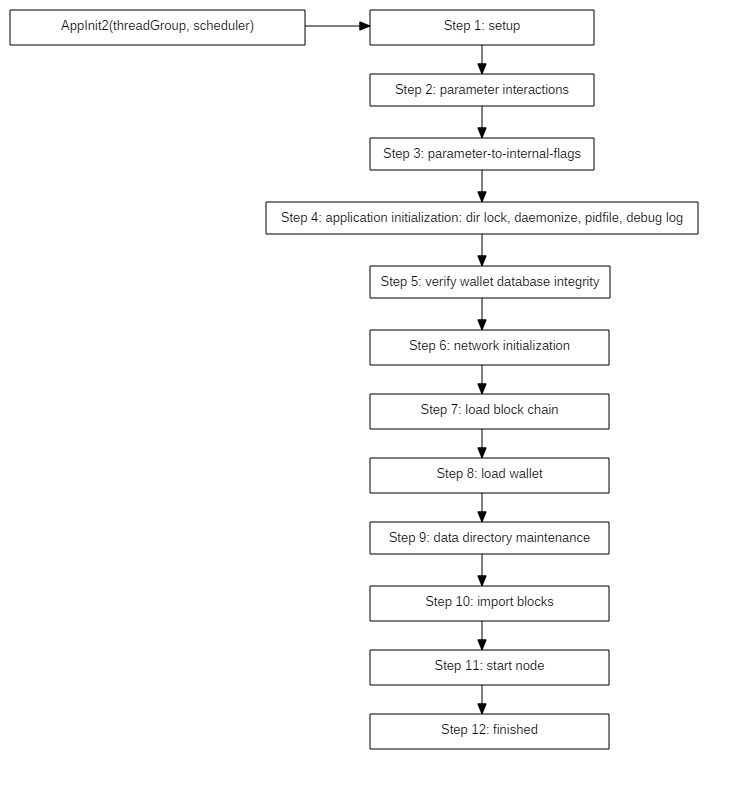 AppInit2(threadGroup, scheduler)
Step 1: setup
Step 2: parameter interactions
Step 3: parameter-to-internal-flags
Step 4: application initialization: dir lock, daemonize, pidfile, debug log
Step 5: verify wallet database integrity
Step 6: network initialization
Step 7: load block chain
Step 8: load wallet
Step 9: data directory maintenance
Step 10: import blocks
Step 11: start node
Step 12: finished